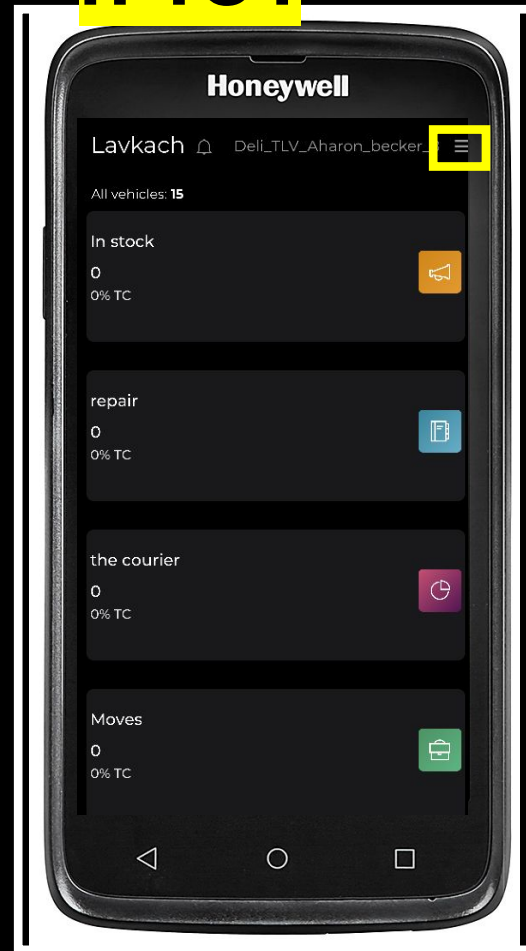 Honeywell
Lavkach Deli_TLV_Aharon_becker_
All vehicles: 15
In stock
0
0% TC
repair
0
0% TC
the courier
0
0% TC
Moves
0
0% TC